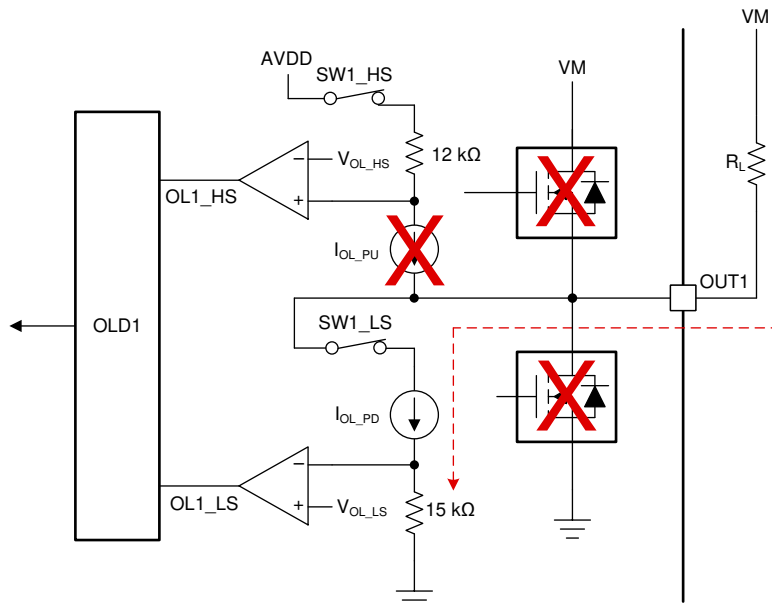 VM
AVDD
SW1_HS
VM
12 kΩ
V_OL_HS
−
R_L
OL1_HS
+
I_OL_PU
OUT1
OLD1
SW1_LS
I_OL_PD
−
OL1_LS
+
V_OL_LS
15 kΩ